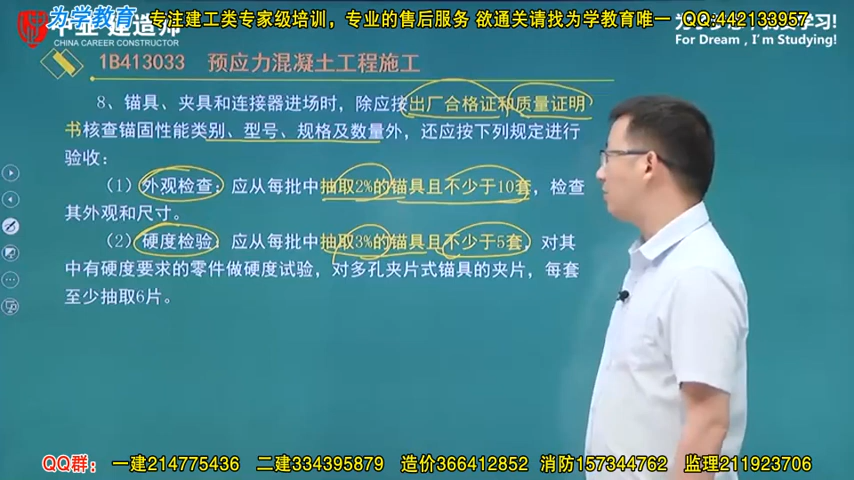 为学教育 专注建工类专家级培训，专业的售后服务 欲通关请找为学教育唯一 QQ:442133957
建造师
CHINA CAREER CONSTRUCTOR
For Dream, I'm Studying!
1B413033 预应力混凝土工程施工
8、锚具、夹具和连接器进场时，除应按出厂合格证和质量证明
书核查锚固性能类别、型号、规格及数量外，还应按下列规定进行
验收：
（1）外观检查：应从每批中抽取2%的锚具且不少于10套，检查
其外观和尺寸。
（2）硬度检验：应从每批中抽取3%的锚具且不少于5套，对其
中有硬度要求的零件做硬度试验，对多孔夹片式锚具的夹片，每套
至少抽取6片。
QQ群： 一建214775436 二建334395879 造价366412852 消防157344762 监理211923706